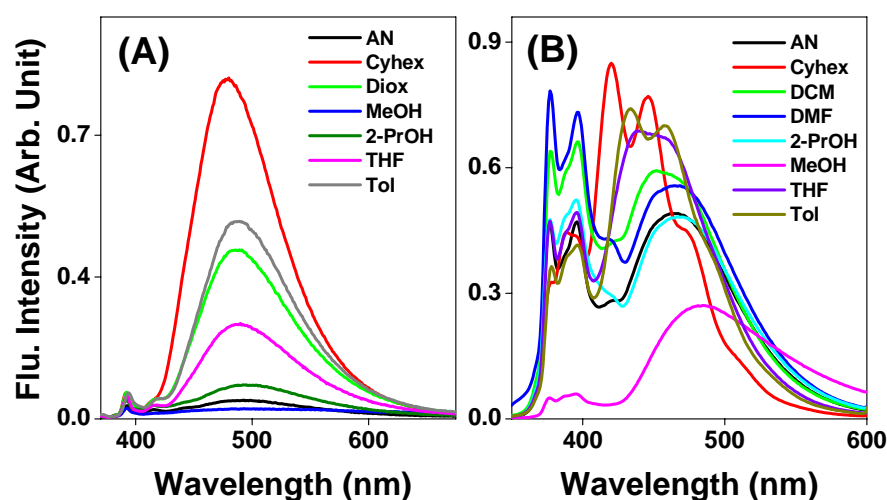 Flu. Intensity (Arb. Unit)
(A)
AN
Cyhex
Diox
MeOH
2-PrOH
THF
Tol
0.7
0.4
0.0
400
500
600
Wavelength (nm)
(B)
AN
Cyhex
DCM
DMF
2-PrOH
MeOH
THF
Tol
0.9
0.6
0.3
0.0
400
500
600
Wavelength (nm)